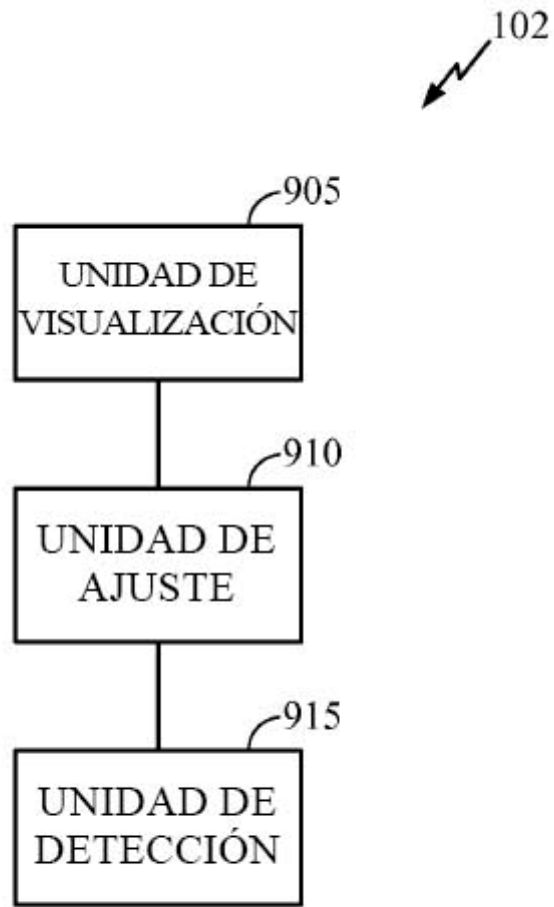 102
905
UNIDAD DE
VISUALIZACIÓN
910
UNIDAD DE
AJUSTE
915
UNIDAD DE
DETECCIÓN